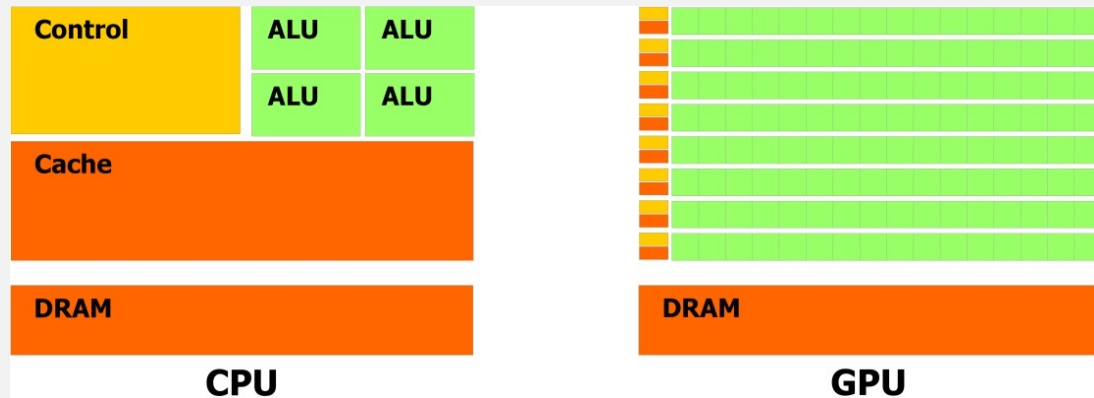 Control
ALU ALU
ALU ALU
Cache
DRAM
DRAM
CPU
GPU